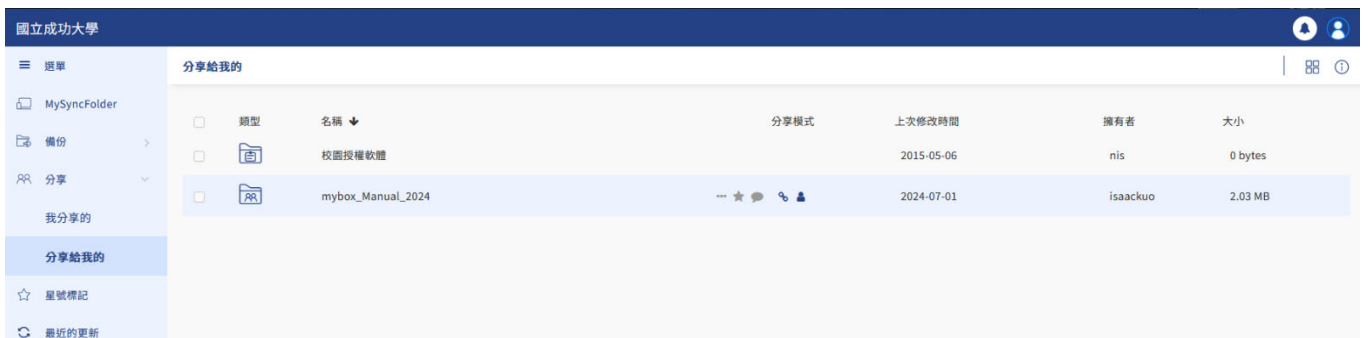 國立成功大學
選單
MySyncFolder
備份
分享
我分享的
分享給我的
星號標記
最近的更新
分享給我的
類型 名稱 分享模式 上次修改時間 擁有者 大小
校園授權軟體 2015-05-06 nis 0 bytes
mybox_Manual_2024 2024-07-01 isaackuo 2.03 MB